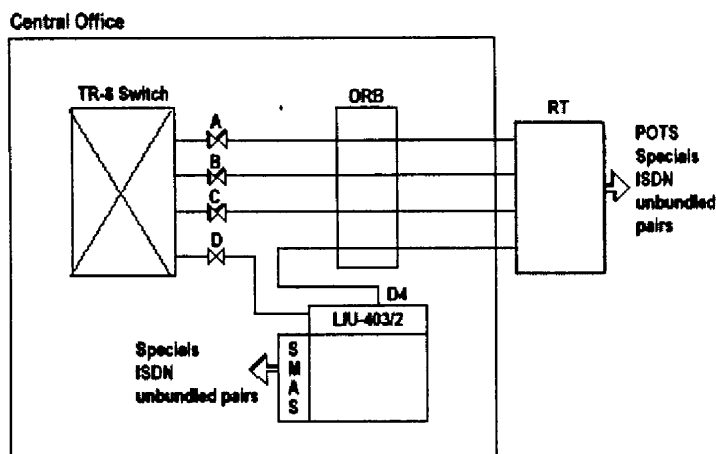 Central Office
TR-8 Switch
ORB
RT
A
B
C
D
POTS
Specials
ISDN
unbundled
pairs
D4
LIU-403/2
Specials
ISDN
unbundled pairs
S
M
A
S